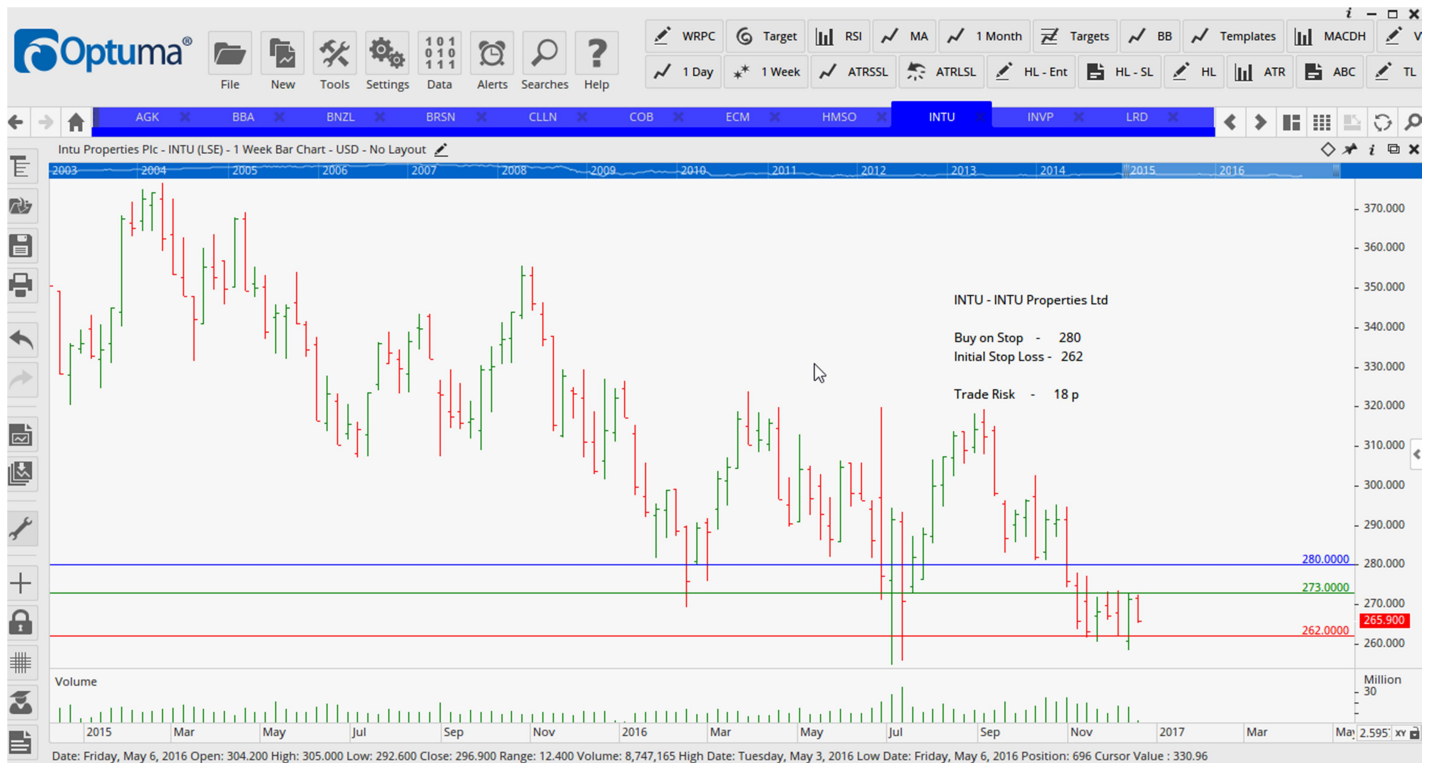 Optuma®
File New Tools Settings Data Alerts Searches Help
WRPC Target RSI MA 1 Month Targets BB Templates MACDH V
1 Day 1 Week ATRSSL ATRLSL HL - Ent HL - SL HL ATR ABC TL
AGK BBA BNZL BRSN CLLN COB ECM HMSO INTU INVP LRD
Intu Properties Plc - INTU (LSE) - 1 Week Bar Chart - USD - No Layout
2003 2004 2005 2006 2007 2008 2009 2010 2011 2012 2013 2014 2015 2016
370.000
360.000
350.000
INTU - INTU Properties Ltd
340.000
Buy on Stop - 280
Initial Stop Loss - 262
330.000
Trade Risk - 18 p
320.000
310.000
300.000
290.000
280.0000 280.000
273.0000
270.000
265.900
262.0000
260.000
Volume Million
30
2015 Mar May Jul Sep Nov 2016 Mar May Jul Sep Nov 2017 Mar May 2.595 XY
Date: Friday, May 6, 2016 Open: 304.200 High: 305.000 Low: 292.600 Close: 296.900 Range: 12.400 Volume: 8,747,165 High Date: Tuesday, May 3, 2016 Low Date: Friday, May 6, 2016 Position: 696 Cursor Value : 330.96